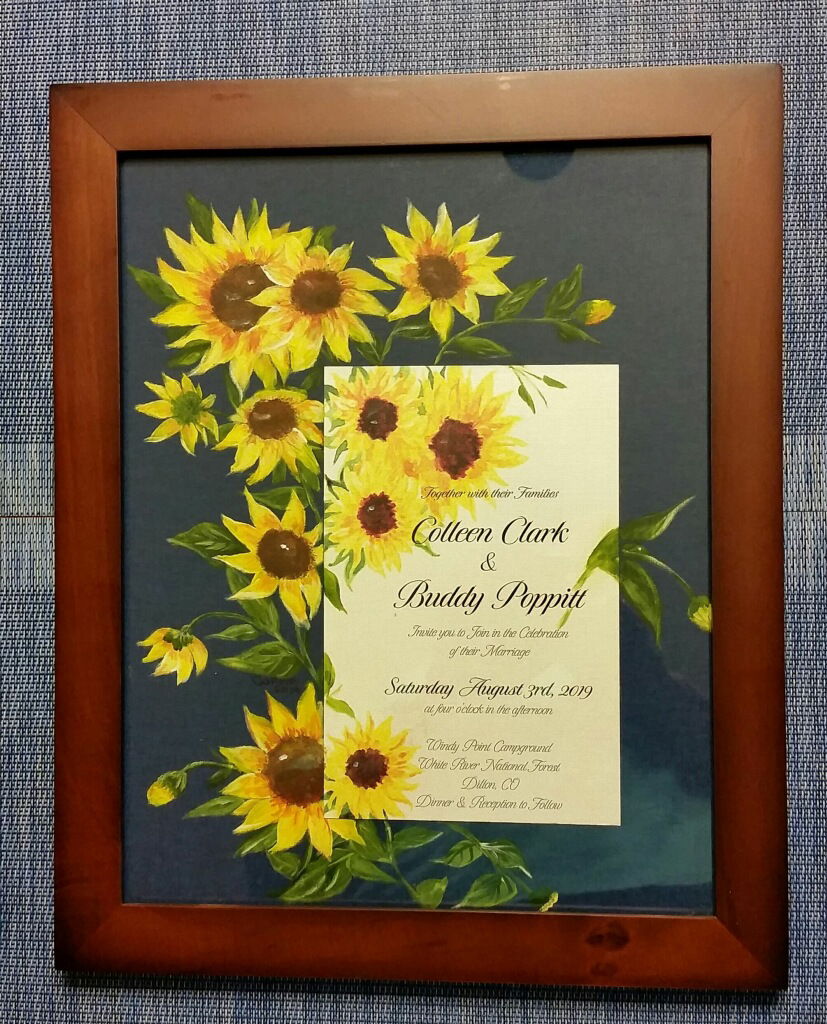 Together with their Families
Colleen Clark
&
Buddy Poppitt
Invite you to Join in the Celebration
of their Marriage
Saturday August 3rd, 2019
at four o'clock in the afternoon
Windy Point Campground
White River National Forest
Dillon, CO
Dinner & Reception to Follow